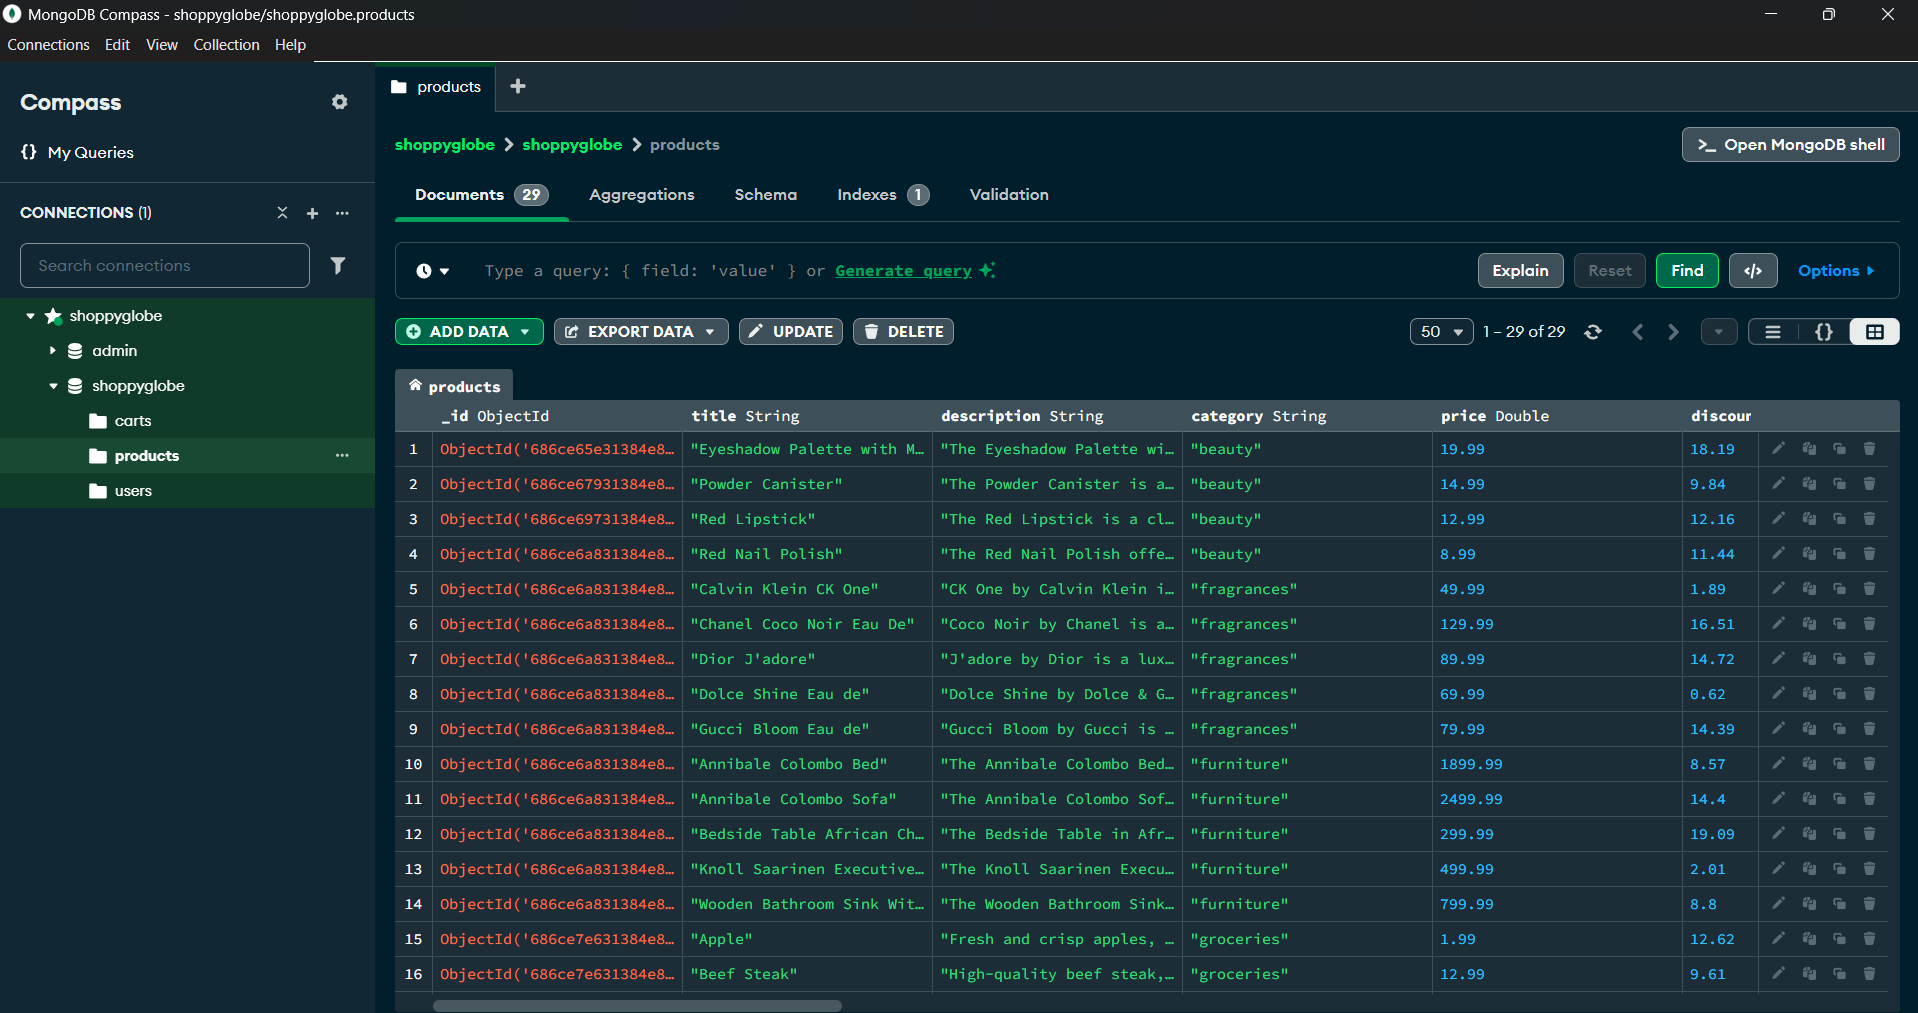 MongoDB Compass - shoppyglobe/shoppyglobe.products
Connections Edit View Collection Help
Compass
{} My Queries
CONNECTIONS (1)
Search connections
shoppyglobe
admin
shoppyglobe
carts
products
users
products
shoppyglobe > shoppyglobe > products
>_ Open MongoDB shell
Documents 29 Aggregations Schema Indexes 1 Validation
Type a query: { field: 'value' } or Generate query
Explain Reset Find </> Options
ADD DATA EXPORT DATA UPDATE DELETE
50 1 – 29 of 29 {}
products
_id ObjectId title String description String category String price Double discour
1 ObjectId('686ce65e31384e8… "Eyeshadow Palette with M… "The Eyeshadow Palette wi… "beauty" 19.99 18.19
2 ObjectId('686ce67931384e8… "Powder Canister" "The Powder Canister is a… "beauty" 14.99 9.84
3 ObjectId('686ce69731384e8… "Red Lipstick" "The Red Lipstick is a cl… "beauty" 12.99 12.16
4 ObjectId('686ce6a831384e8… "Red Nail Polish" "The Red Nail Polish offe… "beauty" 8.99 11.44
5 ObjectId('686ce6a831384e8… "Calvin Klein CK One" "CK One by Calvin Klein i… "fragrances" 49.99 1.89
6 ObjectId('686ce6a831384e8… "Chanel Coco Noir Eau De" "Coco Noir by Chanel is a… "fragrances" 129.99 16.51
7 ObjectId('686ce6a831384e8… "Dior J'adore" "J'adore by Dior is a lux… "fragrances" 89.99 14.72
8 ObjectId('686ce6a831384e8… "Dolce Shine Eau de" "Dolce Shine by Dolce & G… "fragrances" 69.99 0.62
9 ObjectId('686ce6a831384e8… "Gucci Bloom Eau de" "Gucci Bloom by Gucci is … "fragrances" 79.99 14.39
10 ObjectId('686ce6a831384e8… "Annibale Colombo Bed" "The Annibale Colombo Bed… "furniture" 1899.99 8.57
11 ObjectId('686ce6a831384e8… "Annibale Colombo Sofa" "The Annibale Colombo Sof… "furniture" 2499.99 14.4
12 ObjectId('686ce6a831384e8… "Bedside Table African Ch… "The Bedside Table in Afr… "furniture" 299.99 19.09
13 ObjectId('686ce6a831384e8… "Knoll Saarinen Executive… "The Knoll Saarinen Execu… "furniture" 499.99 2.01
14 ObjectId('686ce6a831384e8… "Wooden Bathroom Sink Wit… "The Wooden Bathroom Sink… "furniture" 799.99 8.8
15 ObjectId('686ce7e631384e8… "Apple" "Fresh and crisp apples, … "groceries" 1.99 12.62
16 ObjectId('686ce7e631384e8… "Beef Steak" "High-quality beef steak,… "groceries" 12.99 9.61